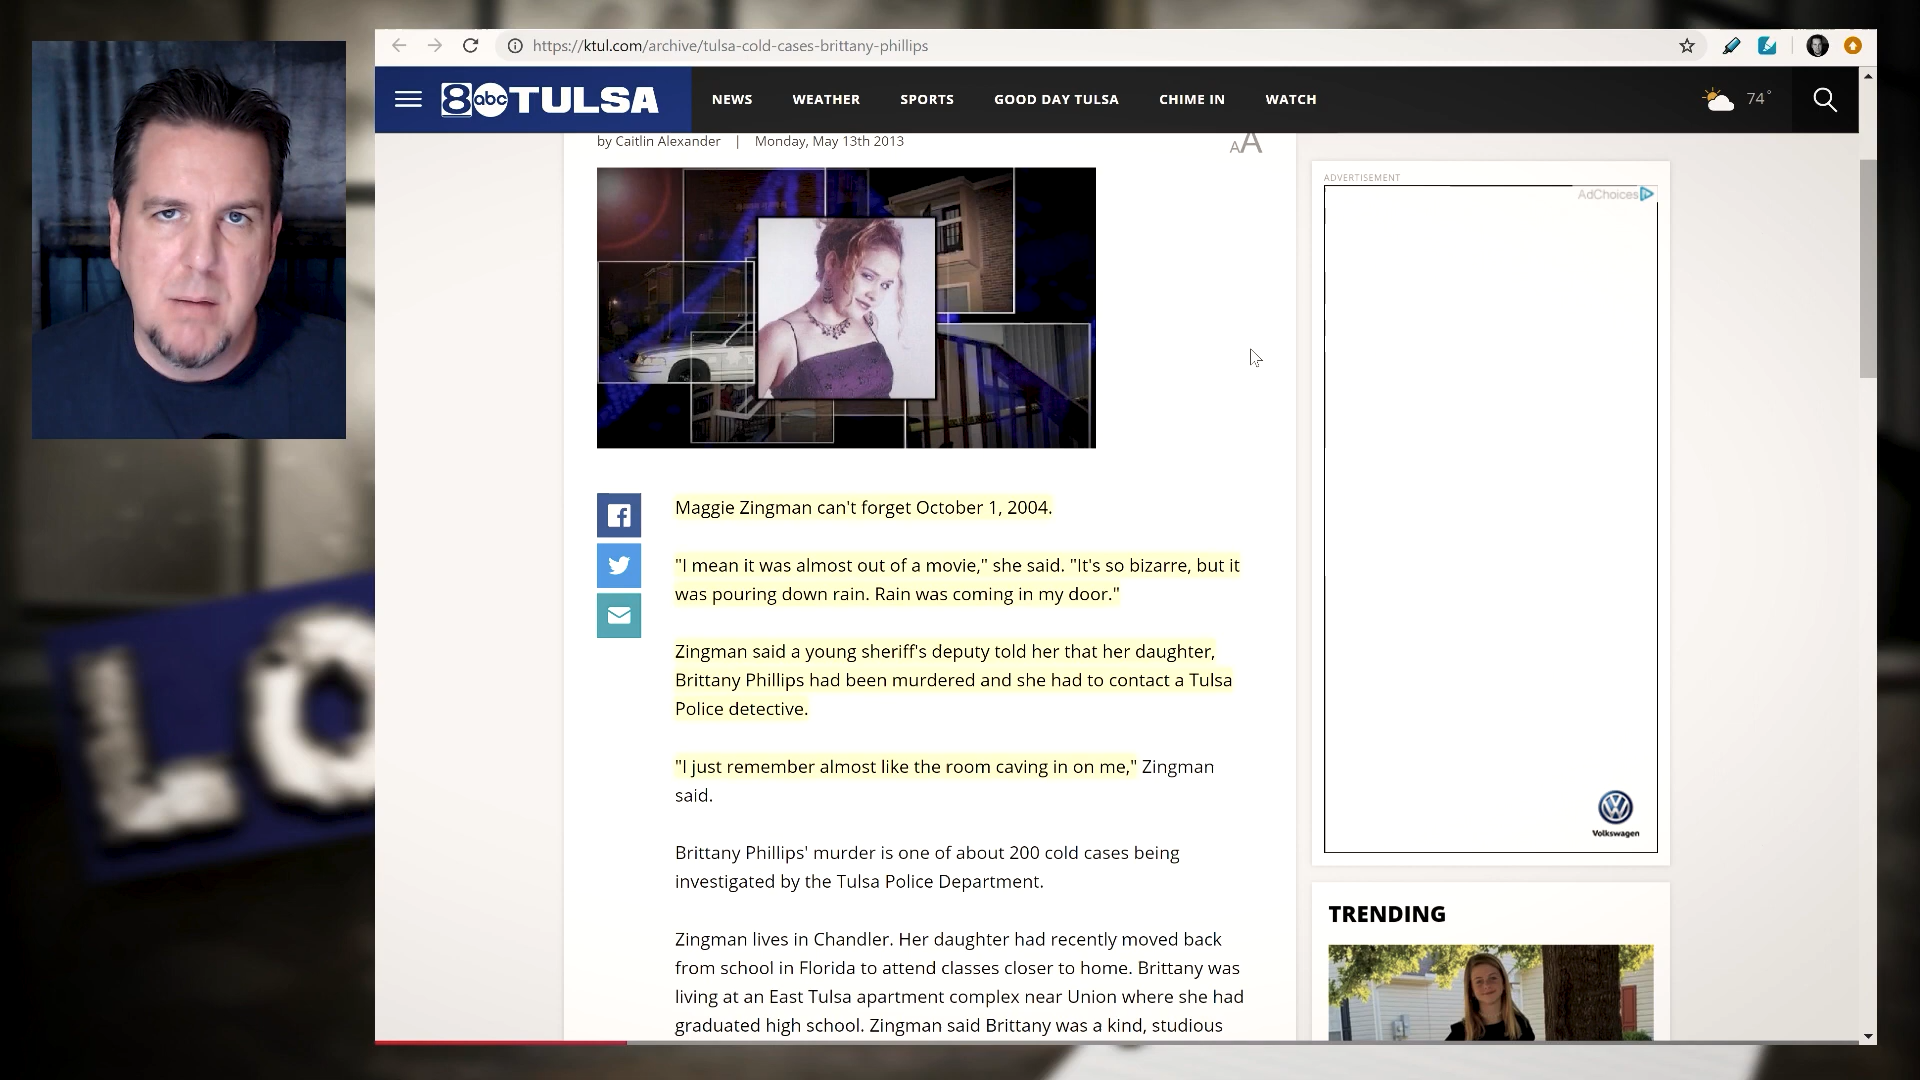 https://ktul.com/archive/tulsa-cold-cases-brittany-phillips
8 abc TULSA
NEWS
WEATHER
SPORTS
GOOD DAY TULSA
CHIME IN
WATCH
74°
by Caitlin Alexander | Monday, May 13th 2013
AA
ADVERTISEMENT
AdChoices
Maggie Zingman can't forget October 1, 2004.
"I mean it was almost out of a movie," she said. "It's so bizarre, but it
was pouring down rain. Rain was coming in my door."
Zingman said a young sheriff's deputy told her that her daughter,
Brittany Phillips had been murdered and she had to contact a Tulsa
Police detective.
"I just remember almost like the room caving in on me," Zingman
said.
Brittany Phillips' murder is one of about 200 cold cases being
investigated by the Tulsa Police Department.
Zingman lives in Chandler. Her daughter had recently moved back
from school in Florida to attend classes closer to home. Brittany was
living at an East Tulsa apartment complex near Union where she had
graduated high school. Zingman said Brittany was a kind, studious
Volkswagen
TRENDING
LO